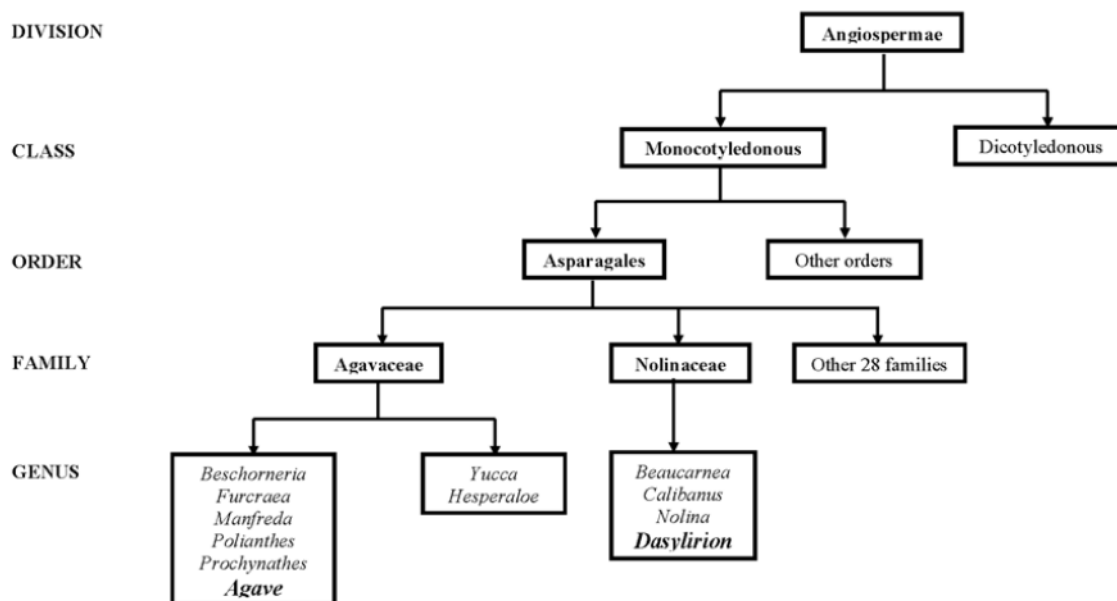 DIVISION
Angiospermae
CLASS
Monocotyledonous
Dicotyledonous
ORDER
Asparagales
Other orders
FAMILY
Agavaceae
Nolinaceae
Other 28 families
GENUS
Beschorneria
Furcraea
Manfreda
Polianthes
Prochynathes
Agave
Yucca
Hesperaloe
Beaucarnea
Calibanus
Nolina
Dasylirion